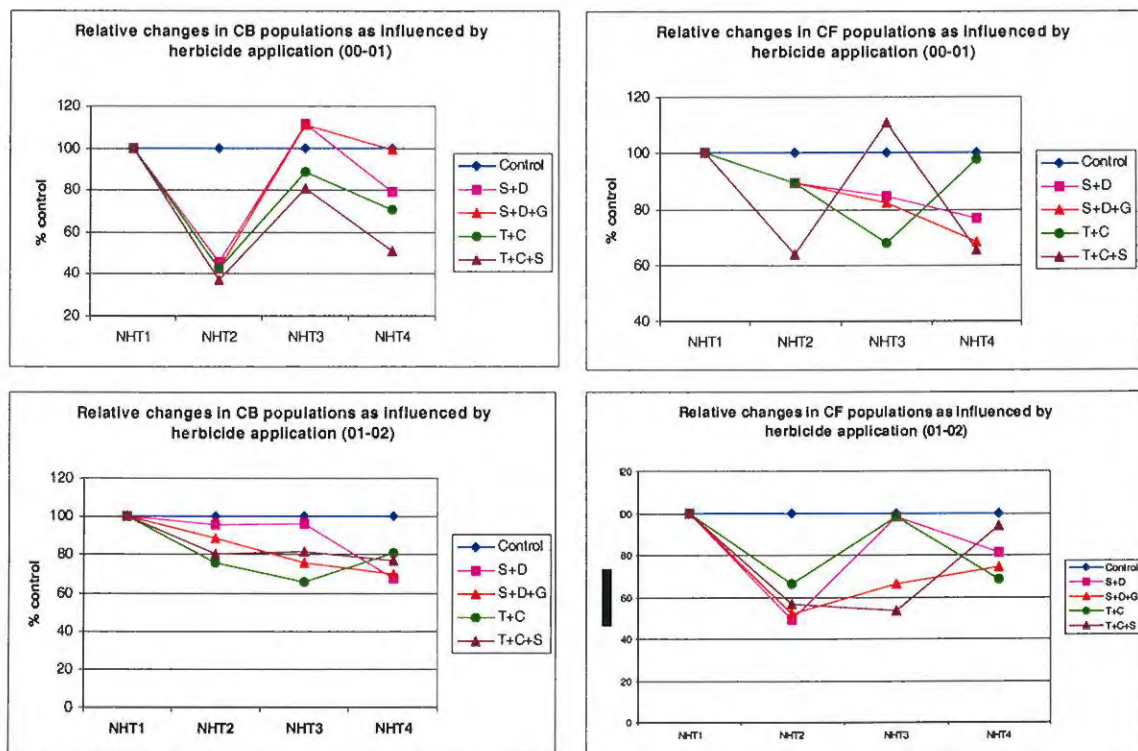 Relative changes in CB populations as influenced by
herbicide application (00-01)
120
100
80
60
40
20
% control
NHT1 NHT2 NHT3 NHT4
Control
S+D
S+D+G
T+C
T+C+S
Relative changes in CF populations as influenced by
herbicide application (00-01)
120
100
80
60
40
% control
NHT1 NHT2 NHT3 NHT4
Control
S+D
S+D+G
T+C
T+C+S
Relative changes in CB populations as influenced by
herbicide application (01-02)
120
100
80
60
40
20
0
% control
NHT1 NHT2 NHT3 NHT4
Control
S+D
S+D+G
T+C
T+C+S
Relative changes in CF populations as influenced by
herbicide application (01-02)
20
00
80
60
40
20
0
NHT1 NHT2 NHT3 NHT4
Control
S+D
S+D+G
T+C
T+C+S